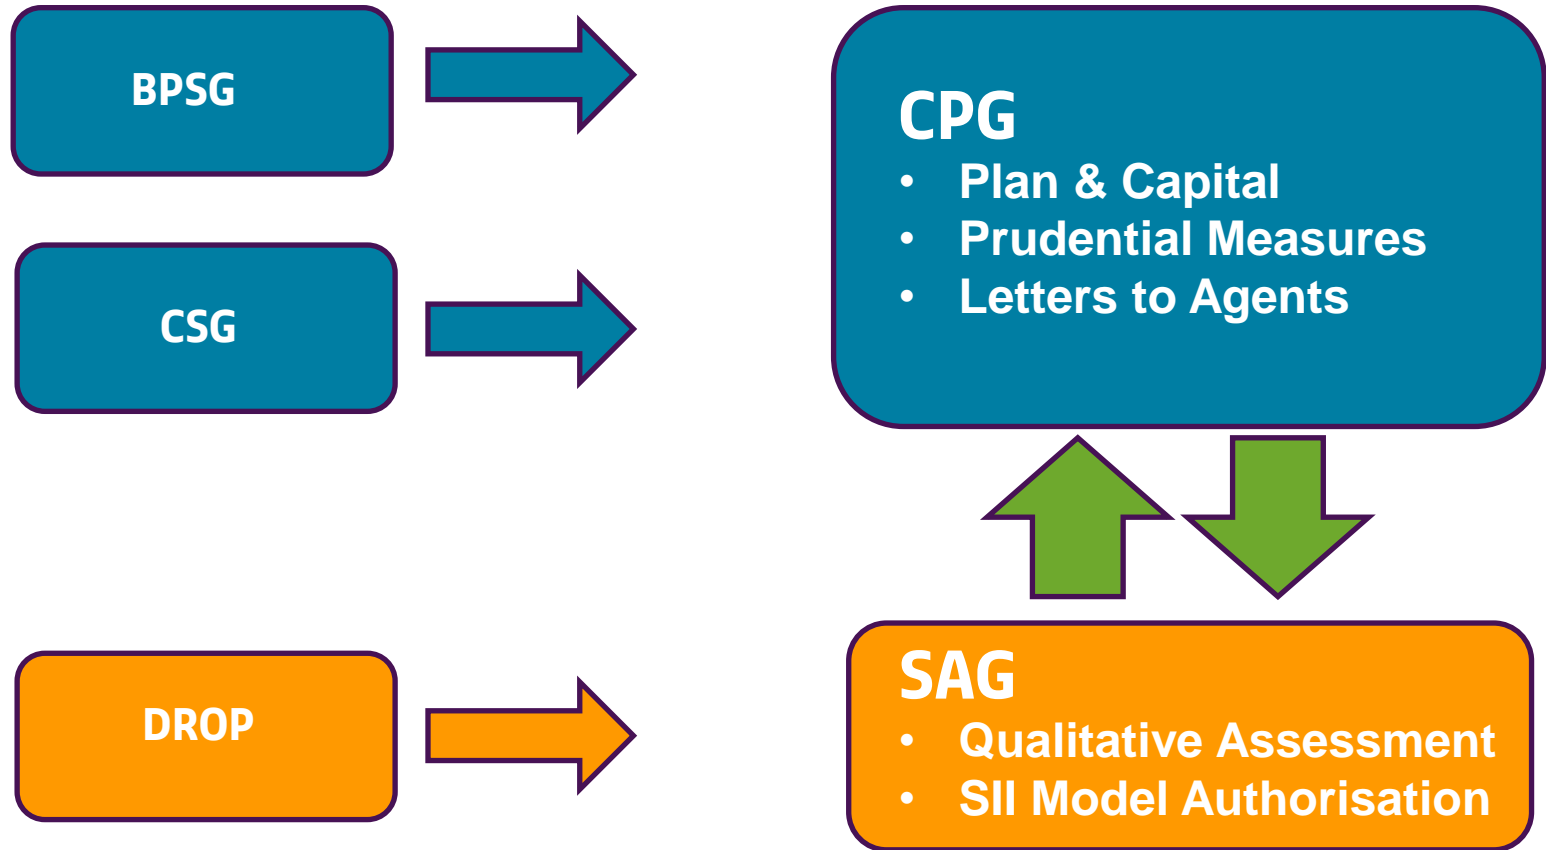 BPSG
CSG
DROP
CPG
• Plan & Capital
• Prudential Measures
• Letters to Agents
SAG
• Qualitative Assessment
• SII Model Authorisation